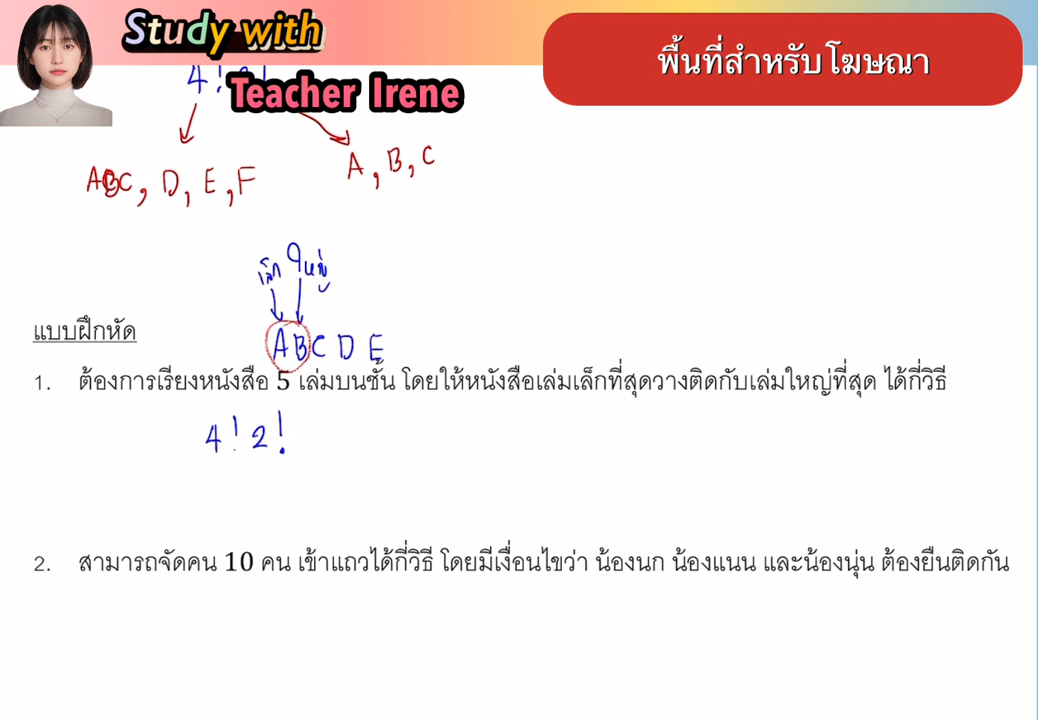 Study with
พื้นที่สำหรับโฆษณา
Teacher Irene
4!
ABC, D, E, F
A, B, C
เล็ก ใหญ่
A B C D E
แบบฝึกหัด
1. ต้องการเรียงหนังสือ 5 เล่มบนชั้น โดยให้หนังสือเล่มเล็กที่สุดวางติดกับเล่มใหญ่ที่สุด ได้กี่วิธี
4! 2!
2. สามารถจัดคน 10 คน เข้าแถวได้กี่วิธี โดยมีเงื่อนไขว่า น้องนก น้องแนน และน้องนุ่น ต้องยืนติดกัน